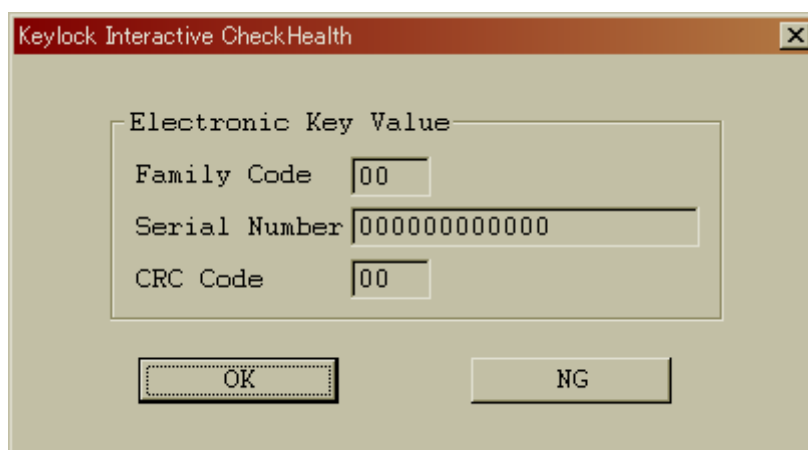 Keylock Interactive CheckHealth
Electronic Key Value
Family Code 00
Serial Number 000000000000
CRC Code 00
OK NG